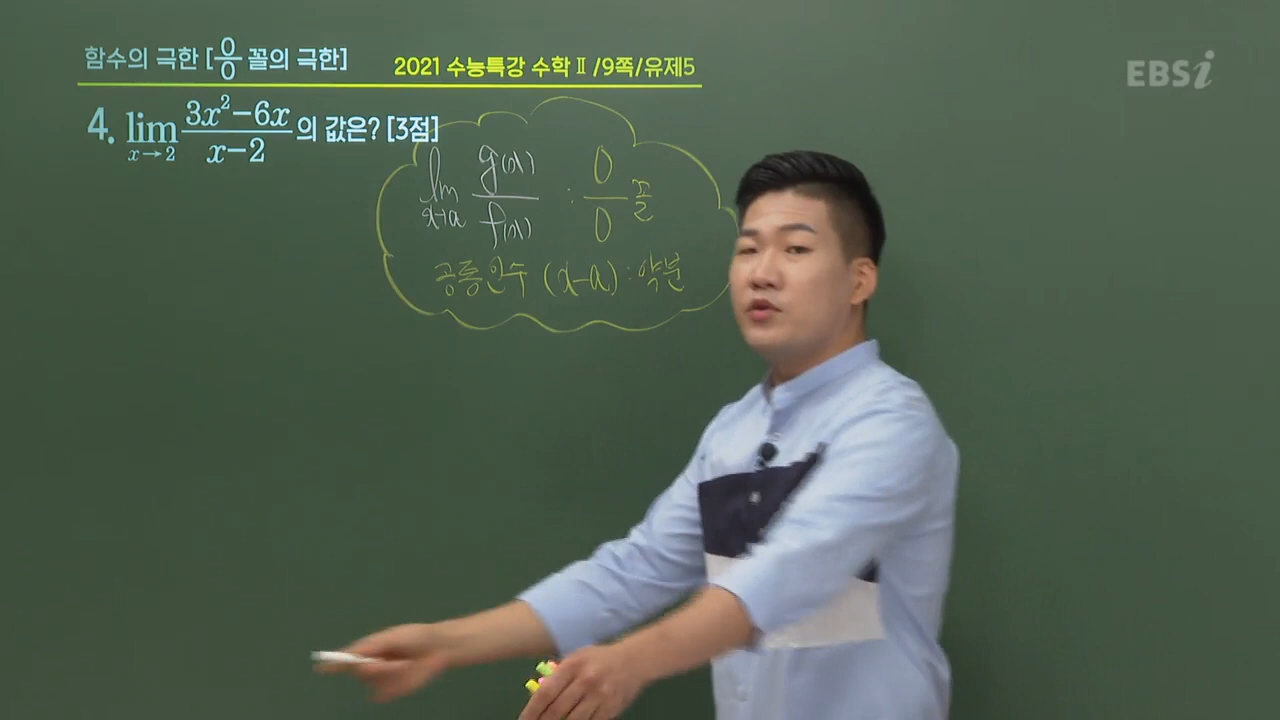 함수의 극한 [0/0 꼴의 극한]
2021 수능특강 수학Ⅱ/9쪽/유제5
EBSi
4. lim x→2 (3x²-6x)/(x-2) 의 값은? [3점]
lim x→a g(x)/f(x) : 0/0 꼴
공통인수 (x-a) : 약분